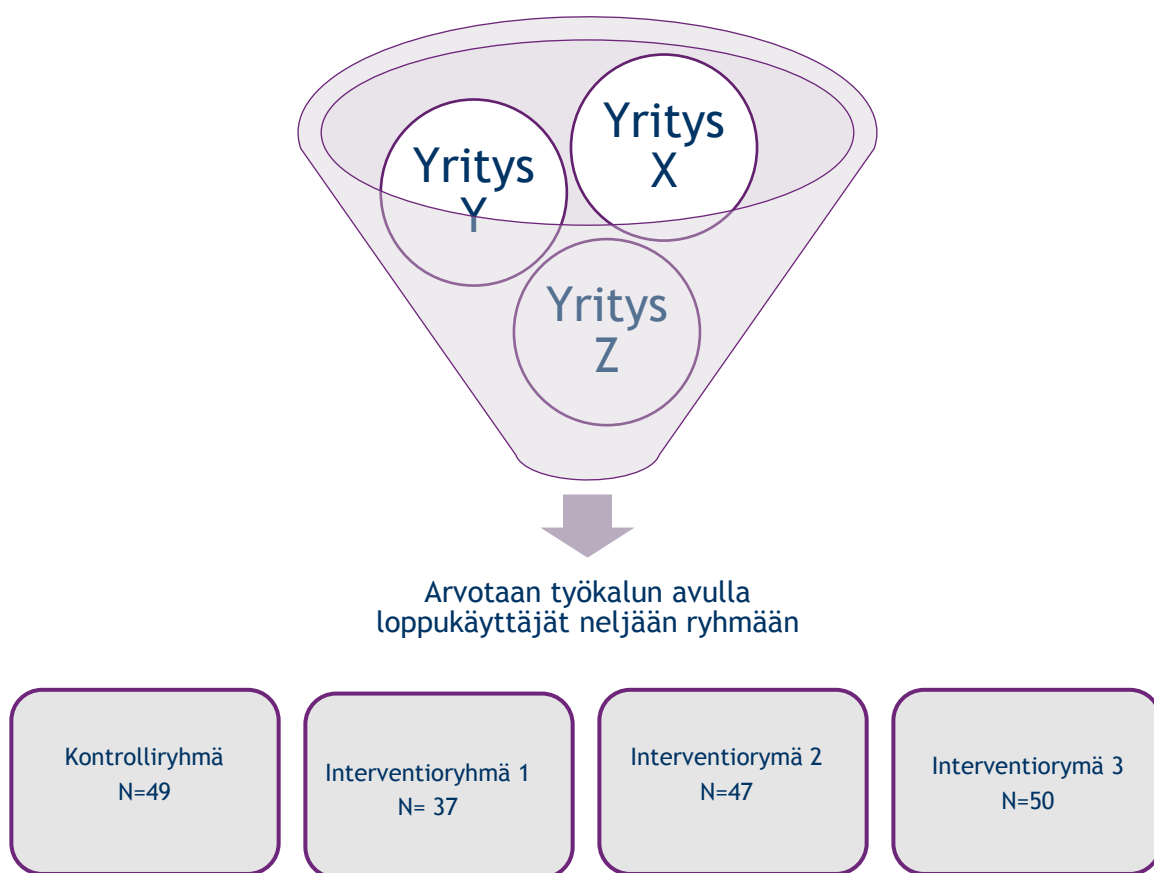 Yritys
X
Yritys
Y
Yritys
Z
Arvotaan työkalun avulla
loppukäyttäjät neljään ryhmään
Kontrolliryhmä
N=49
Interventioryhmä 1
N= 37
Interventiorymä 2
N=47
Interventiorymä 3
N=50